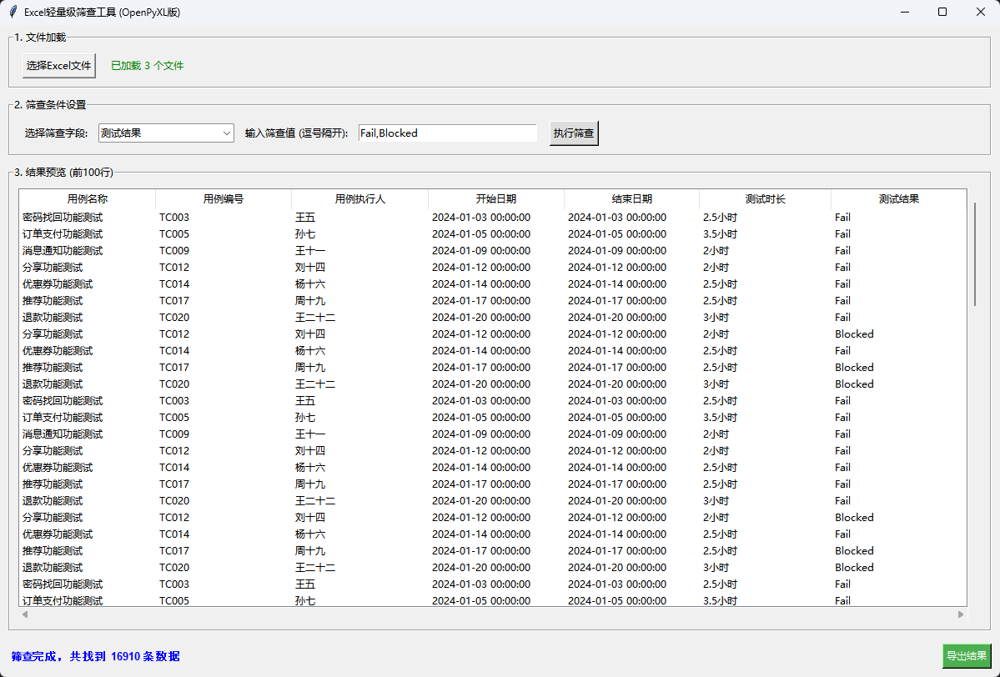 Excel轻量级筛查工具 (OpenPyXL版)
1. 文件加载
选择Excel文件 已加载 3 个文件
2. 筛查条件设置
选择筛查字段: 测试结果 输入筛查值 (逗号隔开): Fail,Blocked 执行筛查
3. 结果预览 (前100行)
用例名称 用例编号 用例执行人 开始日期 结束日期 测试时长 测试结果
密码找回功能测试 TC003 王五 2024-01-03 00:00:00 2024-01-03 00:00:00 2.5小时 Fail
订单支付功能测试 TC005 孙七 2024-01-05 00:00:00 2024-01-05 00:00:00 3.5小时 Fail
消息通知功能测试 TC009 王十一 2024-01-09 00:00:00 2024-01-09 00:00:00 2小时 Fail
分享功能测试 TC012 刘十四 2024-01-12 00:00:00 2024-01-12 00:00:00 2小时 Fail
优惠券功能测试 TC014 杨十六 2024-01-14 00:00:00 2024-01-14 00:00:00 2.5小时 Fail
推荐功能测试 TC017 周十九 2024-01-17 00:00:00 2024-01-17 00:00:00 2.5小时 Fail
退款功能测试 TC020 王二十二 2024-01-20 00:00:00 2024-01-20 00:00:00 3小时 Fail
分享功能测试 TC012 刘十四 2024-01-12 00:00:00 2024-01-12 00:00:00 2小时 Blocked
优惠券功能测试 TC014 杨十六 2024-01-14 00:00:00 2024-01-14 00:00:00 2.5小时 Fail
推荐功能测试 TC017 周十九 2024-01-17 00:00:00 2024-01-17 00:00:00 2.5小时 Blocked
退款功能测试 TC020 王二十二 2024-01-20 00:00:00 2024-01-20 00:00:00 3小时 Blocked
密码找回功能测试 TC003 王五 2024-01-03 00:00:00 2024-01-03 00:00:00 2.5小时 Fail
订单支付功能测试 TC005 孙七 2024-01-05 00:00:00 2024-01-05 00:00:00 3.5小时 Fail
消息通知功能测试 TC009 王十一 2024-01-09 00:00:00 2024-01-09 00:00:00 2小时 Fail
分享功能测试 TC012 刘十四 2024-01-12 00:00:00 2024-01-12 00:00:00 2小时 Fail
优惠券功能测试 TC014 杨十六 2024-01-14 00:00:00 2024-01-14 00:00:00 2.5小时 Fail
推荐功能测试 TC017 周十九 2024-01-17 00:00:00 2024-01-17 00:00:00 2.5小时 Fail
退款功能测试 TC020 王二十二 2024-01-20 00:00:00 2024-01-20 00:00:00 3小时 Fail
分享功能测试 TC012 刘十四 2024-01-12 00:00:00 2024-01-12 00:00:00 2小时 Blocked
优惠券功能测试 TC014 杨十六 2024-01-14 00:00:00 2024-01-14 00:00:00 2.5小时 Fail
推荐功能测试 TC017 周十九 2024-01-17 00:00:00 2024-01-17 00:00:00 2.5小时 Blocked
退款功能测试 TC020 王二十二 2024-01-20 00:00:00 2024-01-20 00:00:00 3小时 Blocked
密码找回功能测试 TC003 王五 2024-01-03 00:00:00 2024-01-03 00:00:00 2.5小时 Fail
订单支付功能测试 TC005 孙七 2024-01-05 00:00:00 2024-01-05 00:00:00 3.5小时 Fail
筛查完成，共找到 16910 条数据 导出结果